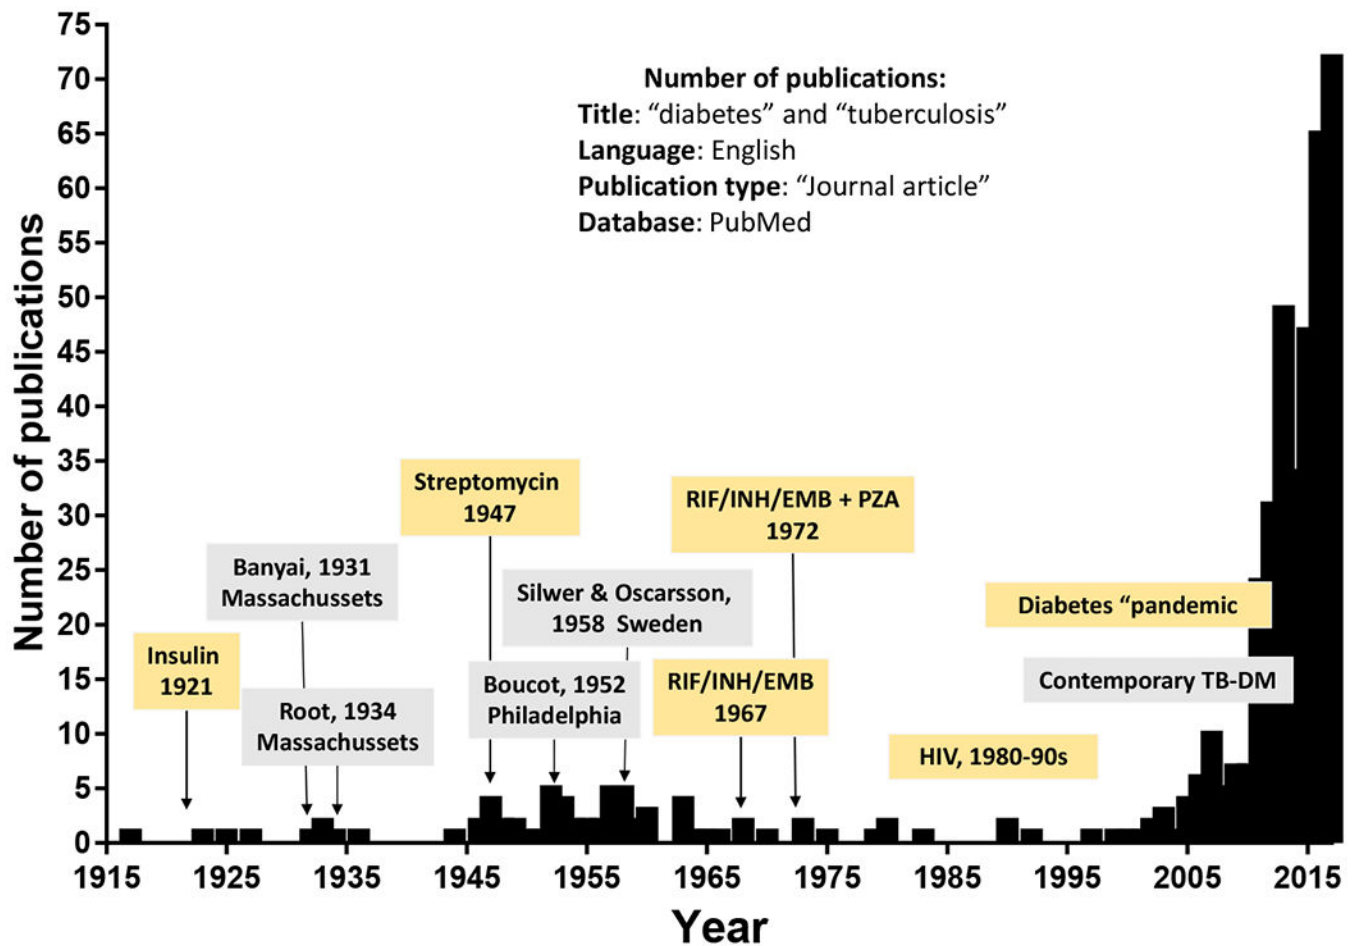 75
70
65
60
55
50
45
40
35
30
25
20
15
10
5
0
Number of publications
Number of publications:
Title: “diabetes” and “tuberculosis”
Language: English
Publication type: “Journal article”
Database: PubMed
Streptomycin
1947
RIF/INH/EMB + PZA
1972
Banyai, 1931
Massachussets
Silwer & Oscarsson,
1958 Sweden
Diabetes “pandemic
Insulin
1921
Root, 1934
Massachussets
Boucot, 1952
Philadelphia
RIF/INH/EMB
1967
Contemporary TB-DM
HIV, 1980-90s
1915 1925 1935 1945 1955 1965 1975 1985 1995 2005 2015
Year